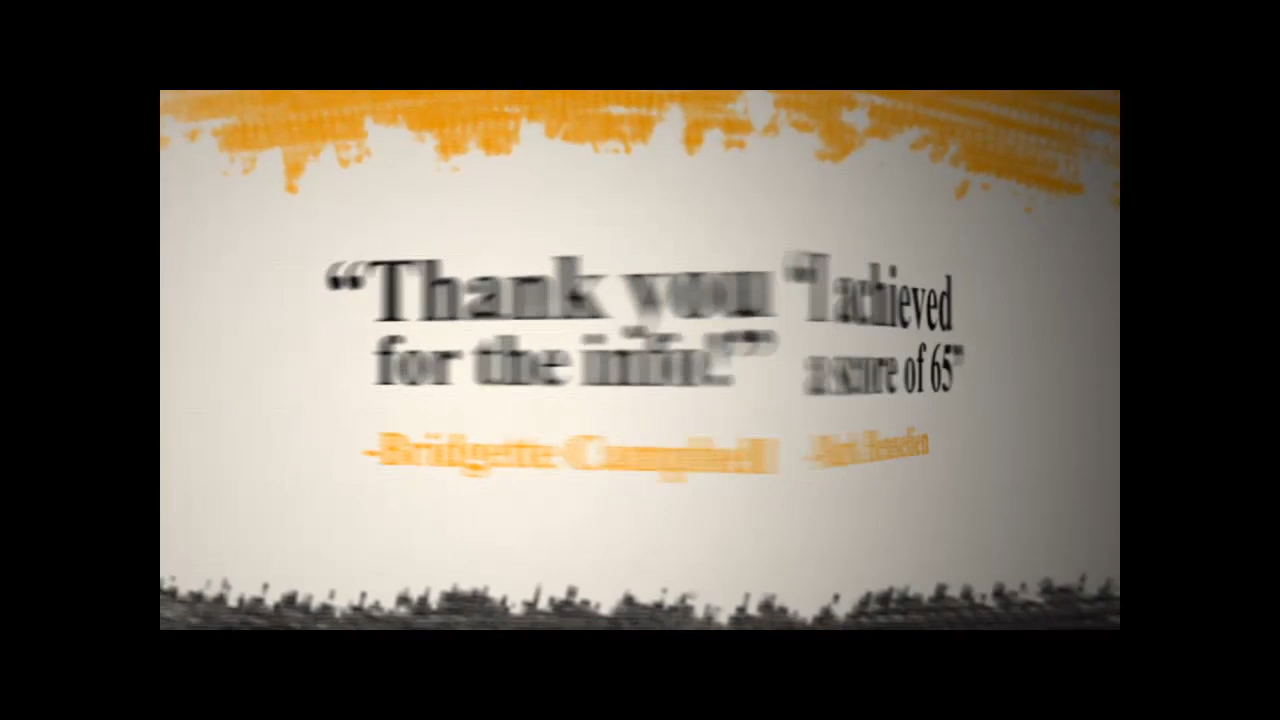 “Thank you
for the info!”
-Bridgette Campbell
“I achieved
a score of 65”